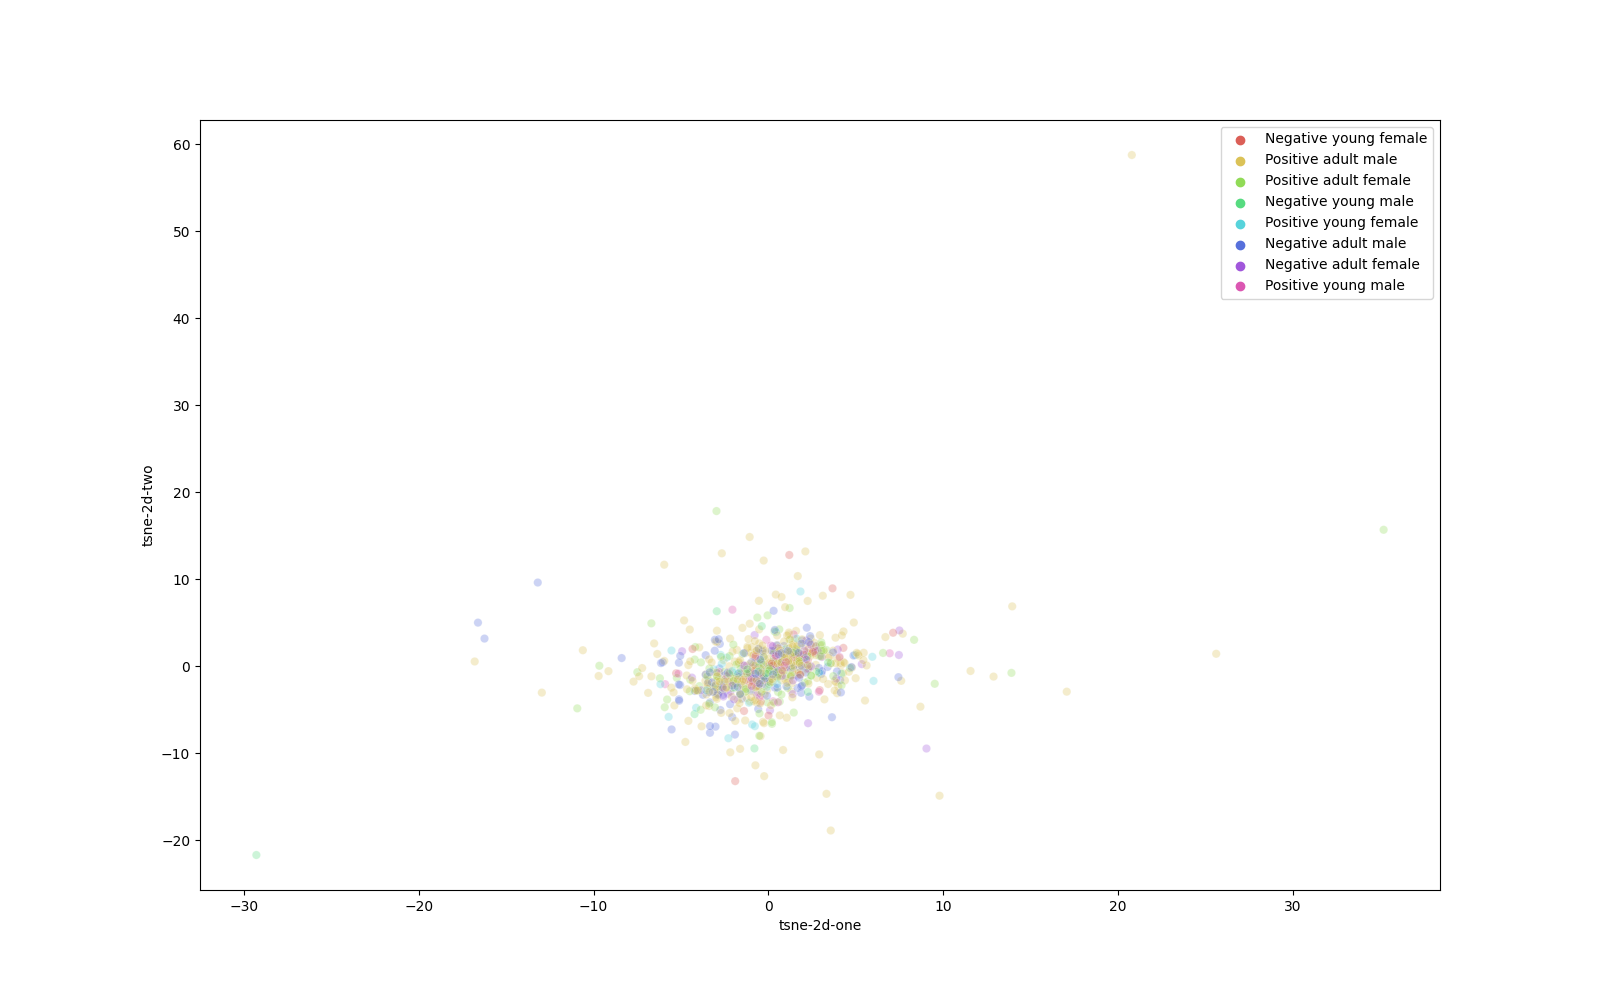 60
50
40
30
20
10
0
−10
−20
tsne-2d-two
Negative young female
Positive adult male
Positive adult female
Negative young male
Positive young female
Negative adult male
Negative adult female
Positive young male
−30
−20
−10
0
10
20
30
tsne-2d-one